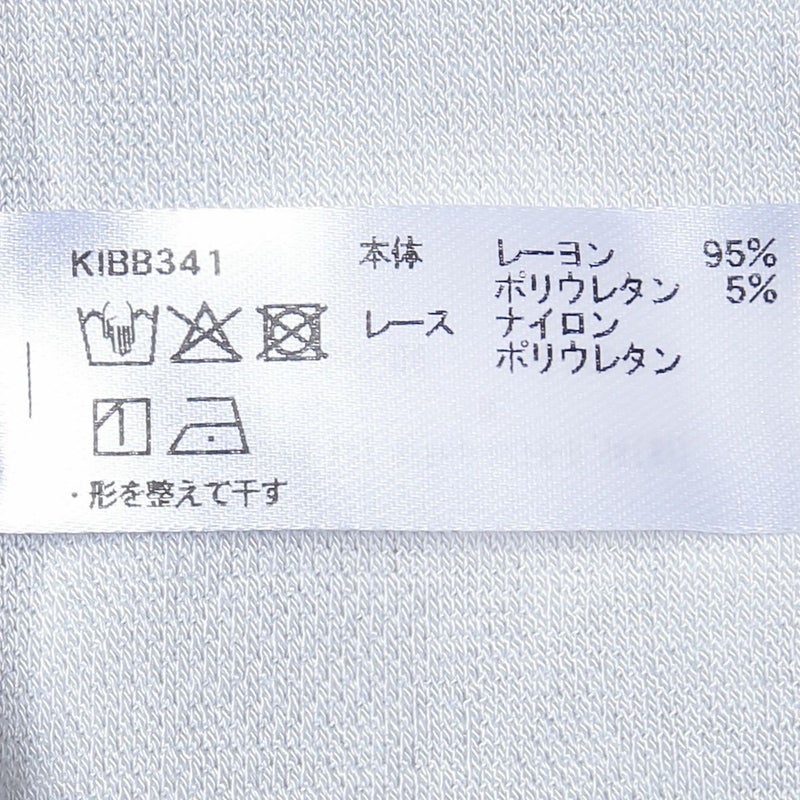 KIBB341
本体 レーヨン 95%
ポリウレタン 5%
レース ナイロン
ポリウレタン
・形を整えて干す